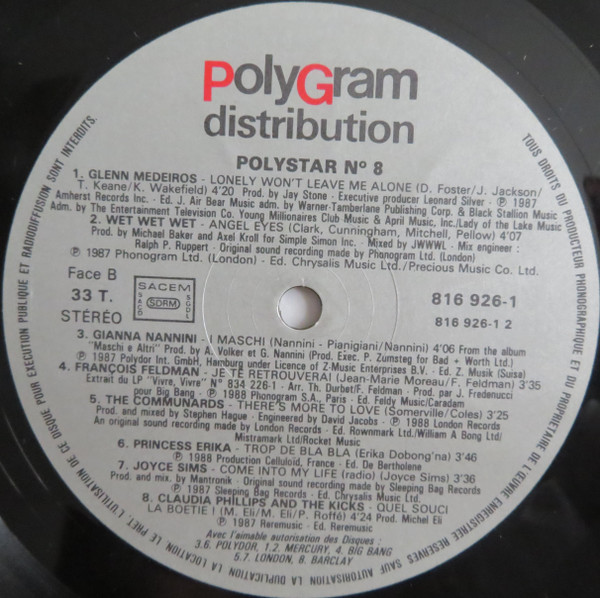 PolyGram
distribution
POLYSTAR N° 8
1. GLENN MEDEIROS - LONELY WON'T LEAVE ME ALONE (D. Foster/J. Jackson/
T. Keane/K. Wakefield) 4'20 Prod. by Jay Stone - Executive producer Leonard Silver - ℗ 1987
Amherst Records Inc. - Ed. J. Air Bear Music adm. by Warner-Tamberlane Publishing Corp. & Black Stallion Music
Adm. by The Entertainment Television Co. Young Millionaires Club Music & April Music, Inc./Lady of the Lake Music
2. WET WET WET - ANGEL EYES (Clark, Cunningham, Mitchell, Pellow) 4'07
Prod. by Michael Baker and Axel Kroll for Simple Simon Inc. - Mixed by JWWWL - Mix engineer :
Ralph P. Ruppert - Original sound recording made by Phonogram Ltd. (London)
℗ 1987 Phonogram Ltd. (London) - Ed. Chrysalis Music Ltd./Precious Music Co. Ltd.
Face B
33 T.
STÉRÉO
SACEM
SACD
SDRM
SGDL
816 926-1
816 926-1 2
3. GIANNA NANNINI - I MASCHI (Nannini - Pianigiani/Nannini) 4'06 From the album
"Maschi e Altri" Prod. by A. Volker et G. Nannini (Prod. Exec. P. Zumsteg for Bad + Worth Ltd.)
℗ 1987 Polydor Int. GmbH, Hamburg under Licence of Z-Music Enterprises B.V. - Ed. Z. Musik (Suisa)
4. FRANÇOIS FELDMAN - JE TE RETROUVERAI (Jean-Marie Moreau/F. Feldman) 3'35
Extrait du LP "Vivre, Vivre" N° 834 226-1 - Arr. Th. Durbet/F. Feldman - Prod. par J. Fredenucci
pour Big Bang - ℗ 1988 Phonogram S.A., Paris - Ed. Feldy Music/Caradam
5. THE COMMUNARDS - THERE'S MORE TO LOVE (Somerville/Coles) 3'25
Prod. and mixed by Stephen Hague - Engineered by David Jacobs - ℗ 1988 London Records
An original sound recording made by London Records - Ed. Rownmark Ltd./William A Bong Ltd/
Mistramark Ltd/Rocket Music
6. PRINCESS ERIKA - TROP DE BLA BLA (Erika Dobong'na) 3'46
℗ 1988 Production Celluloid, France - Ed. De Bertholene
7. JOYCE SIMS - COME INTO MY LIFE (radio) (Joyce Sims) 3'36
Prod. and mix. by Mantronik - Original sound recording made by Sleeping Bag Records
℗ 1987 Sleeping Bag Records - Ed. Chrysalis Music Ltd.
8. CLAUDIA PHILLIPS AND THE KICKS - QUEL SOUCI
LA BOETIE ! (M. Eli/M. Eli/P. Roffé) 4'24 Prod. Michel Eli
℗ 1987 Reremusic - Ed. Reremusic
Avec l'aimable autorisation des Disques :
3.6. POLYDOR, 1.2. MERCURY, 4. BIG BANG
5.7. LONDON, 8. BARCLAY
TOUS DROITS DU PRODUCTEUR PHONOGRAPHIQUE ET DU PROPRIETAIRE DE L'ŒUVRE ENREGISTREE RESERVES SAUF AUTORISATION LA DUPLICATION, LA LOCATION, LE PRET, L'UTILISATION DE CE DISQUE POUR EXECUTION PUBLIQUE ET RADIODIFFUSION SONT INTERDITS.